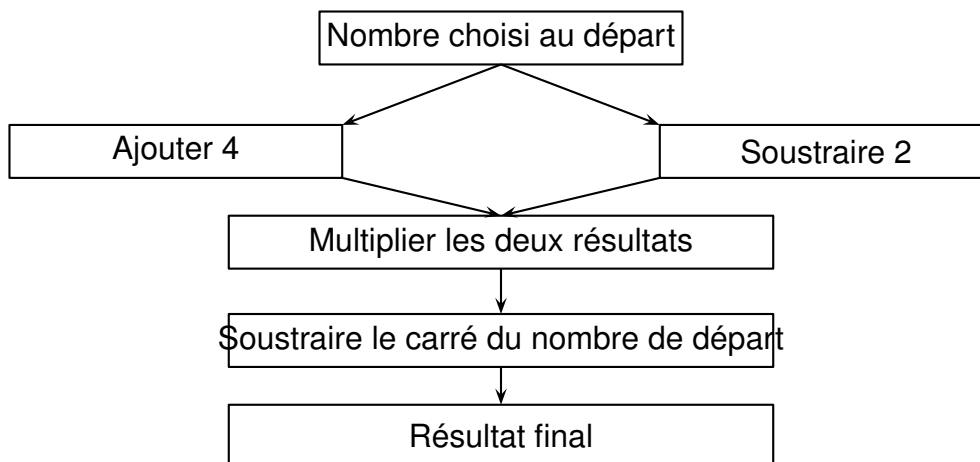 Nombre choisi au départ
Ajouter 4
Soustraire 2
Multiplier les deux résultats
Soustraire le carré du nombre de départ
Résultat final